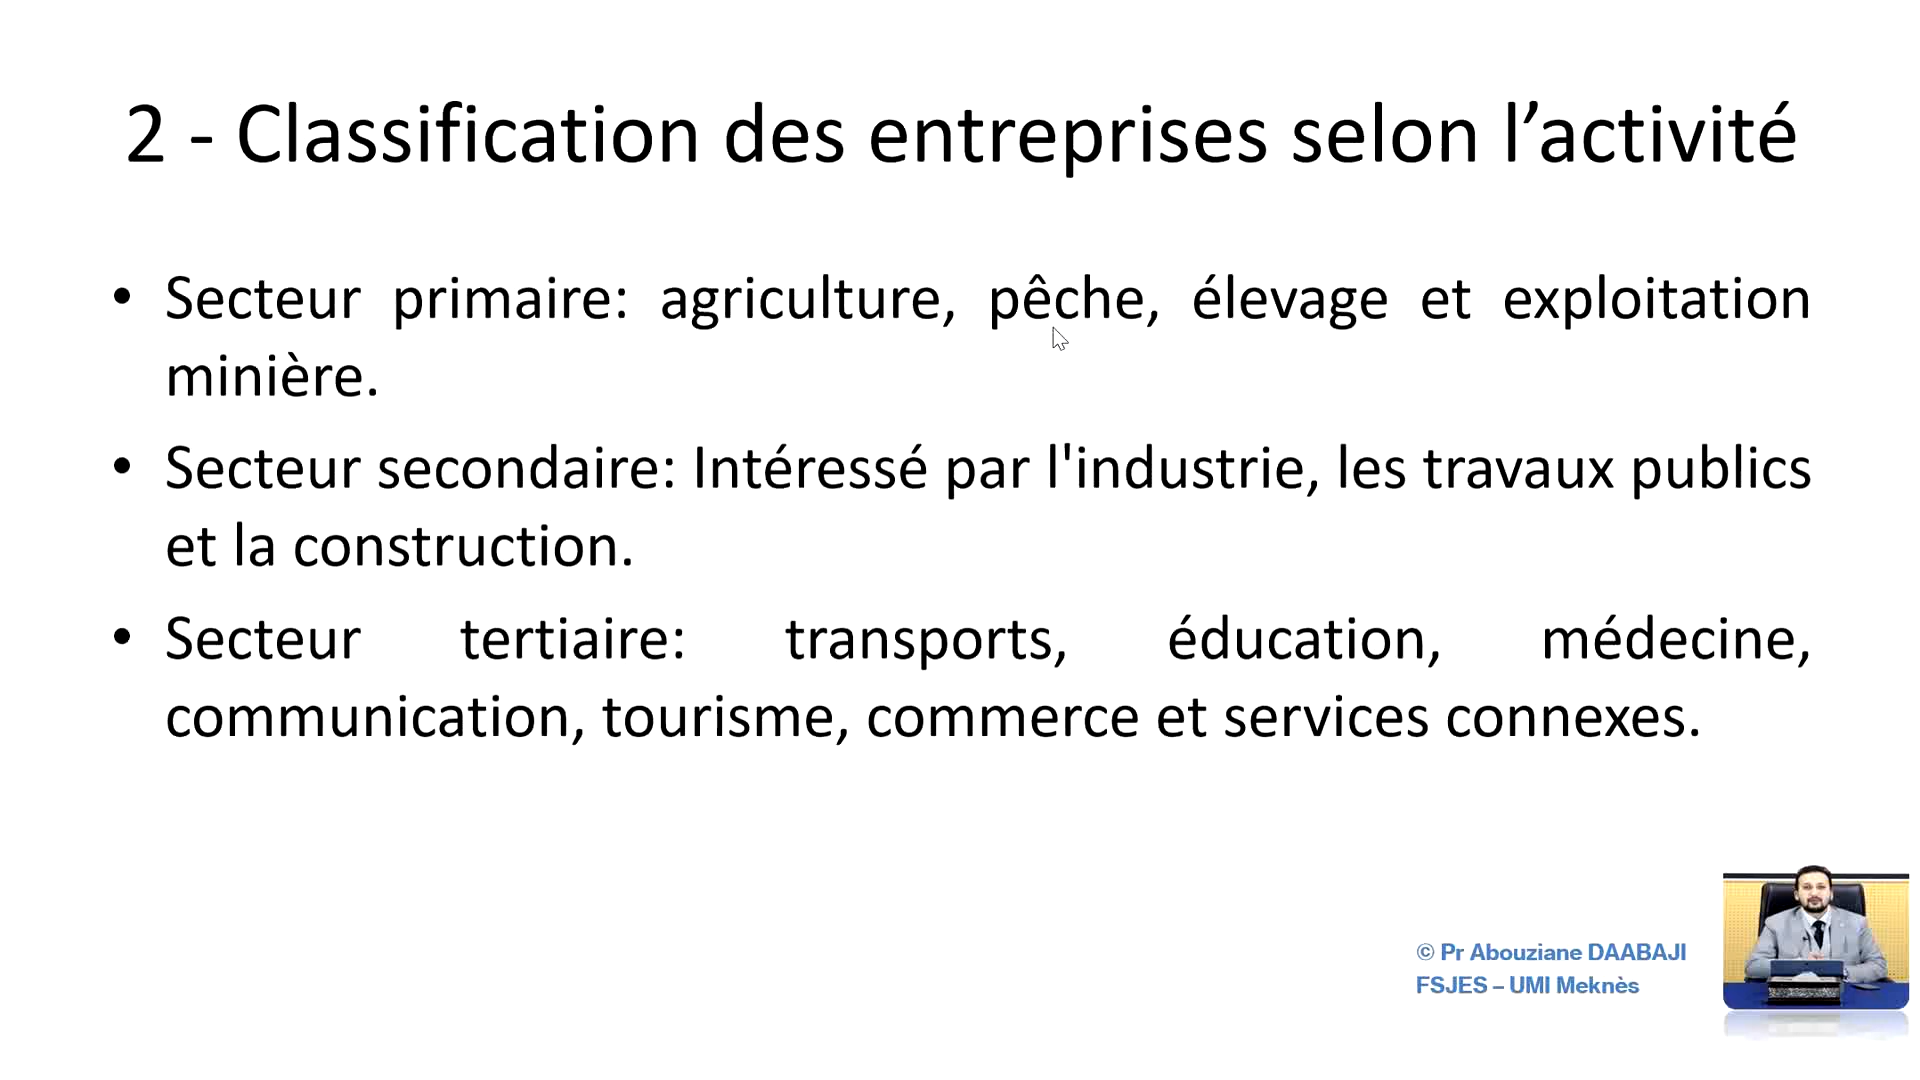 2 - Classification des entreprises selon l’activité
• Secteur primaire: agriculture, pêche, élevage et exploitation
minière.
• Secteur secondaire: Intéressé par l'industrie, les travaux publics
et la construction.
• Secteur tertiaire: transports, éducation, médecine,
communication, tourisme, commerce et services connexes.
© Pr Abouziane DAABAJI
FSJES – UMI Meknès